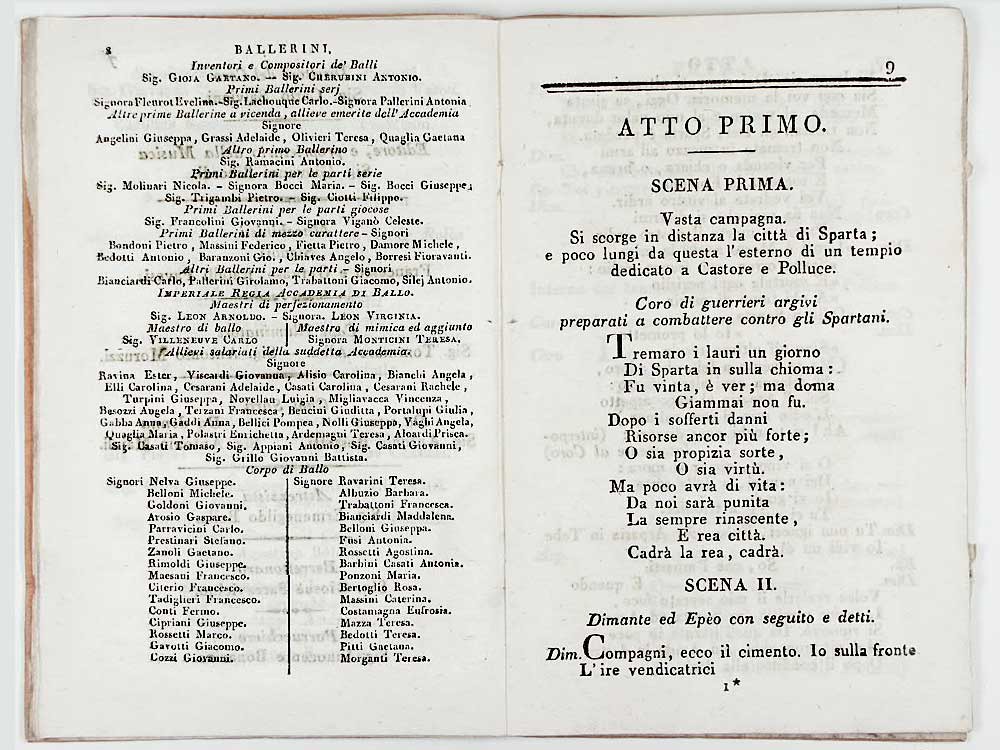 8
BALLERINI,
Inventori e Compositori de' Balli
Sig. GIOJA GAETANO. — Sig. CHERUBINI ANTONIO.
Primi Ballerini serj
Signora Fleurot Evelina.-Sig. Lachouque Carlo.-Signora Pallerini Antonia
Altre prime Ballerine a vicenda, allieve emerite dell'Accademia
Signore
Angelini Giuseppa, Grassi Adelaide, Olivieri Teresa, Quaglia Gaetana
Altro primo Ballerino
Sig. Ramacini Antonio.
Primi Ballerini per le parti serie
Sig. Molinari Nicola. - Signora Bocci Maria. - Sig. Bocci Giuseppe,
Sig. Trigambi Pietro. - Sig. Ciotti Filippo.
Primi Ballerini per le parti giocose
Sig. Francolini Giovanni. - Signora Viganò Celeste.
Primi Ballerini di mezzo carattere - Signori
Bondoni Pietro, Massini Federico, Fietta Pietro, Damore Michele,
Bedotti Antonio, Baranzoni Gio., Chiaves Angelo, Borresi Fioravanti.
Altri Ballerini per le parti - Signori
Bianciardi Carlo, Pallerini Girolamo, Trabattoni Giacomo, Silej Antonio.
IMPERIALE REGIA ACCADEMIA DI BALLO.
Maestri di perfezionamento
Sig. LEON ARNOLDO. - Signora. LEON VIRGINIA.
Maestro di ballo
Sig. VILLENEUVE CARLO
Maestro di mimica ed aggiunto
Signora MONTICINI TERESA.
Allievi salariati della suddetta Accademia.
Signore
Ravina Ester, Viscardi Giovanna, Alisio Carolina, Bianchi Angela,
Elli Carolina, Cesarani Adelaide, Casati Carolina, Cesarani Rachele,
Turpini Giuseppa, Novellau Luigia, Migliavacca Vincenza,
Besozzi Angela, Terzani Francesca, Bencini Giuditta, Portalupi Giulia,
Gabba Anna, Gaddi Anna, Bellici Pompea, Nolli Giuseppa, Vaghi Angela,
Quaglia Maria, Polastri Enrichetta, Ardemagni Teresa, Aloardi Prisca.
Sig. Casati Tomaso, Sig. Appiani Antonio, Sig. Casati Giovanni,
Sig. Grillo Giovanni Battista.
Corpo di Ballo
Signori Nelva Giuseppe.
Belloni Michele.
Goldoni Giovanni.
Arosio Gaspare.
Parravicini Carlo.
Prestinari Stefano.
Zanoli Gaetano.
Rimoldi Giuseppe.
Maesani Francesco.
Citerio Francesco.
Tadiglieri Francesco.
Conti Fermo.
Cipriani Giuseppe.
Rossetti Marco.
Gavotti Giacomo.
Cozzi Giovanni.
Signore Ravarini Teresa.
Albuzio Barbara.
Trabattoni Francesca.
Bianciardi Maddalena.
Belloni Giuseppa.
Fusi Antonia.
Rossetti Agostina.
Barbini Casati Antonia.
Ponzoni Maria.
Bertoglio Rosa.
Massini Caterina.
Costamagna Eufrosia.
Mazza Teresa.
Bedotti Teresa.
Pitti Gaetana.
Morganti Teresa.
9
ATTO PRIMO.
SCENA PRIMA.
Vasta campagna.
Si scorge in distanza la città di Sparta;
e poco lungi da questa l'esterno di un tempio
dedicato a Castore e Polluce.
Coro di guerrieri argivi
preparati a combattere contro gli Spartani.
Tremaro i lauri un giorno
Di Sparta in sulla chioma:
Fu vinta, è ver; ma doma
Giammai non fu.
Dopo i sofferti danni
Risorse ancor più forte;
O sia propizia sorte,
O sia virtù.
Ma poco avrà di vita:
Da noi sarà punita
La sempre rinascente,
E rea città.
Cadrà la rea, cadrà.
SCENA II.
Dimante ed Epèo con seguito e detti.
Dim. Compagni, ecco il cimento. Io sulla fronte
L'ire vendicatrici
1*